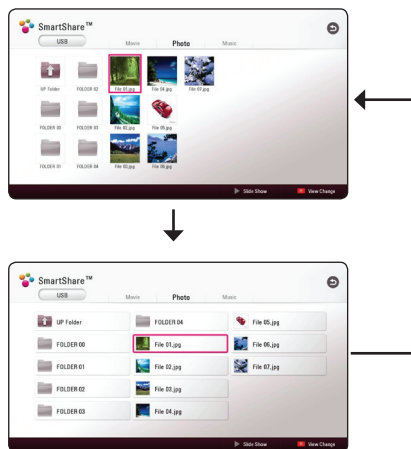 SmartShare™
USB
Movie Photo Music
UP Folder FOLDER 02 File 01.jpg File 04.jpg File 07.jpg
FOLDER 00 FOLDER 03 File 02.jpg File 05.jpg
FOLDER 01 FOLDER 04 File 03.jpg File 06.jpg
Slide Show View Change
SmartShare™
USB
Movie Photo Music
UP Folder FOLDER 04 File 05.jpg
FOLDER 00 File 01.jpg File 06.jpg
FOLDER 01 File 02.jpg File 07.jpg
FOLDER 02 File 03.jpg
FOLDER 03 File 04.jpg
Slide Show View Change